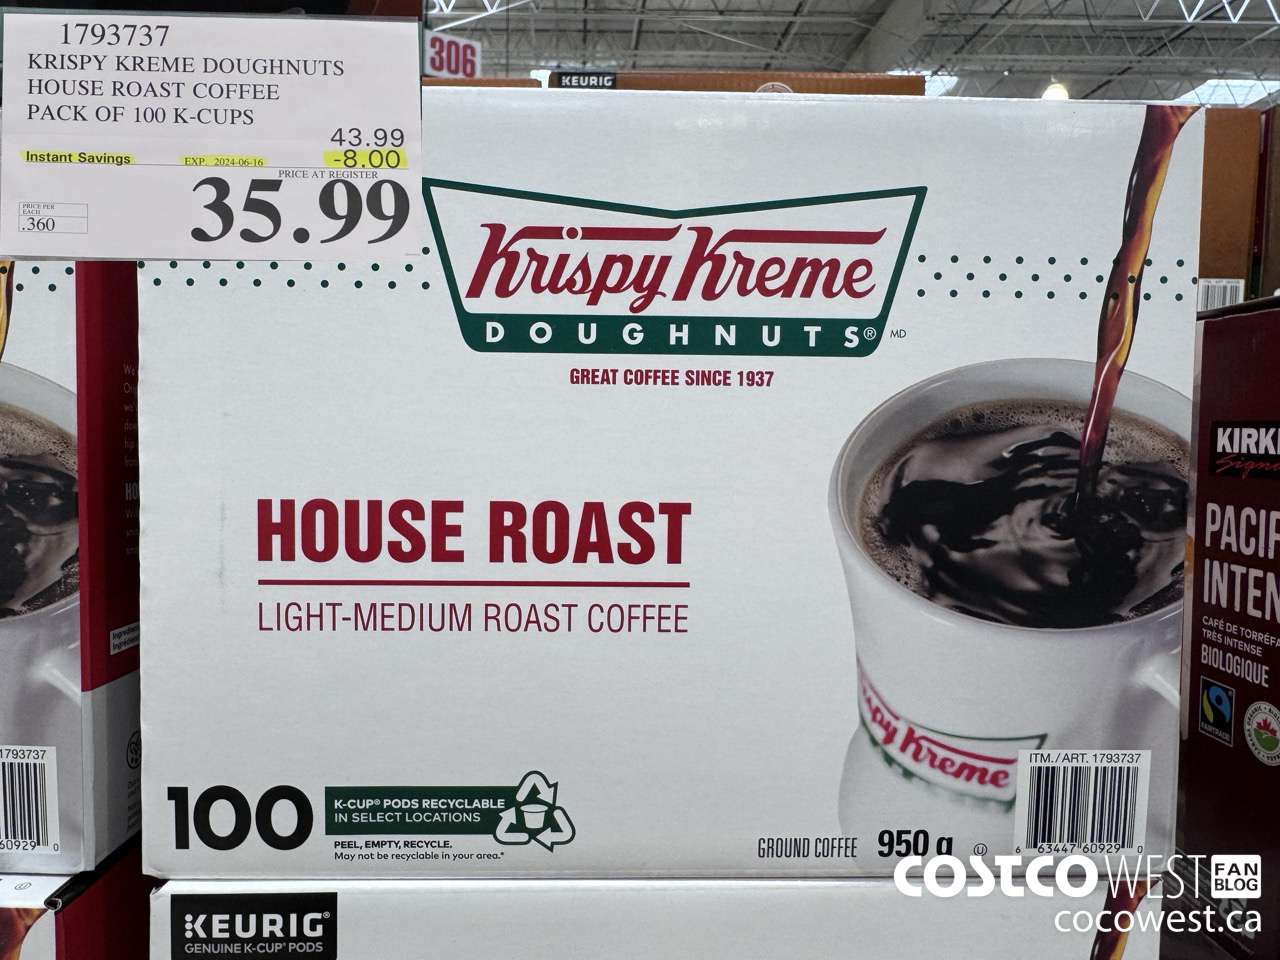 1793737
KRISPY KREME DOUGHNUTS
HOUSE ROAST COFFEE
PACK OF 100 K-CUPS
43.99
Instant Savings EXP. 2024-06-16 -8.00
PRICE AT REGISTER
35.99
PRICE PER
EACH
.360
306
KEURIG
Krispy Kreme
DOUGHNUTS® MD
GREAT COFFEE SINCE 1937
HOUSE ROAST
LIGHT-MEDIUM ROAST COFFEE
100
K-CUP® PODS RECYCLABLE
IN SELECT LOCATIONS
PEEL, EMPTY, RECYCLE.
May not be recyclable in your area.*
GROUND COFFEE 950 g
Kreme
ITM./ART. 1793737
6 63447 60929 0
KEURIG®
GENUINE K-CUP® PODS
1793737
60929 0
PACIF
INTEN
CAFÉ DE TORRÉFA
TRÈS INTENSE
BIOLOGIQUE
FAIRTRADE
COSTCO WEST FAN BLOG
cocowest.ca